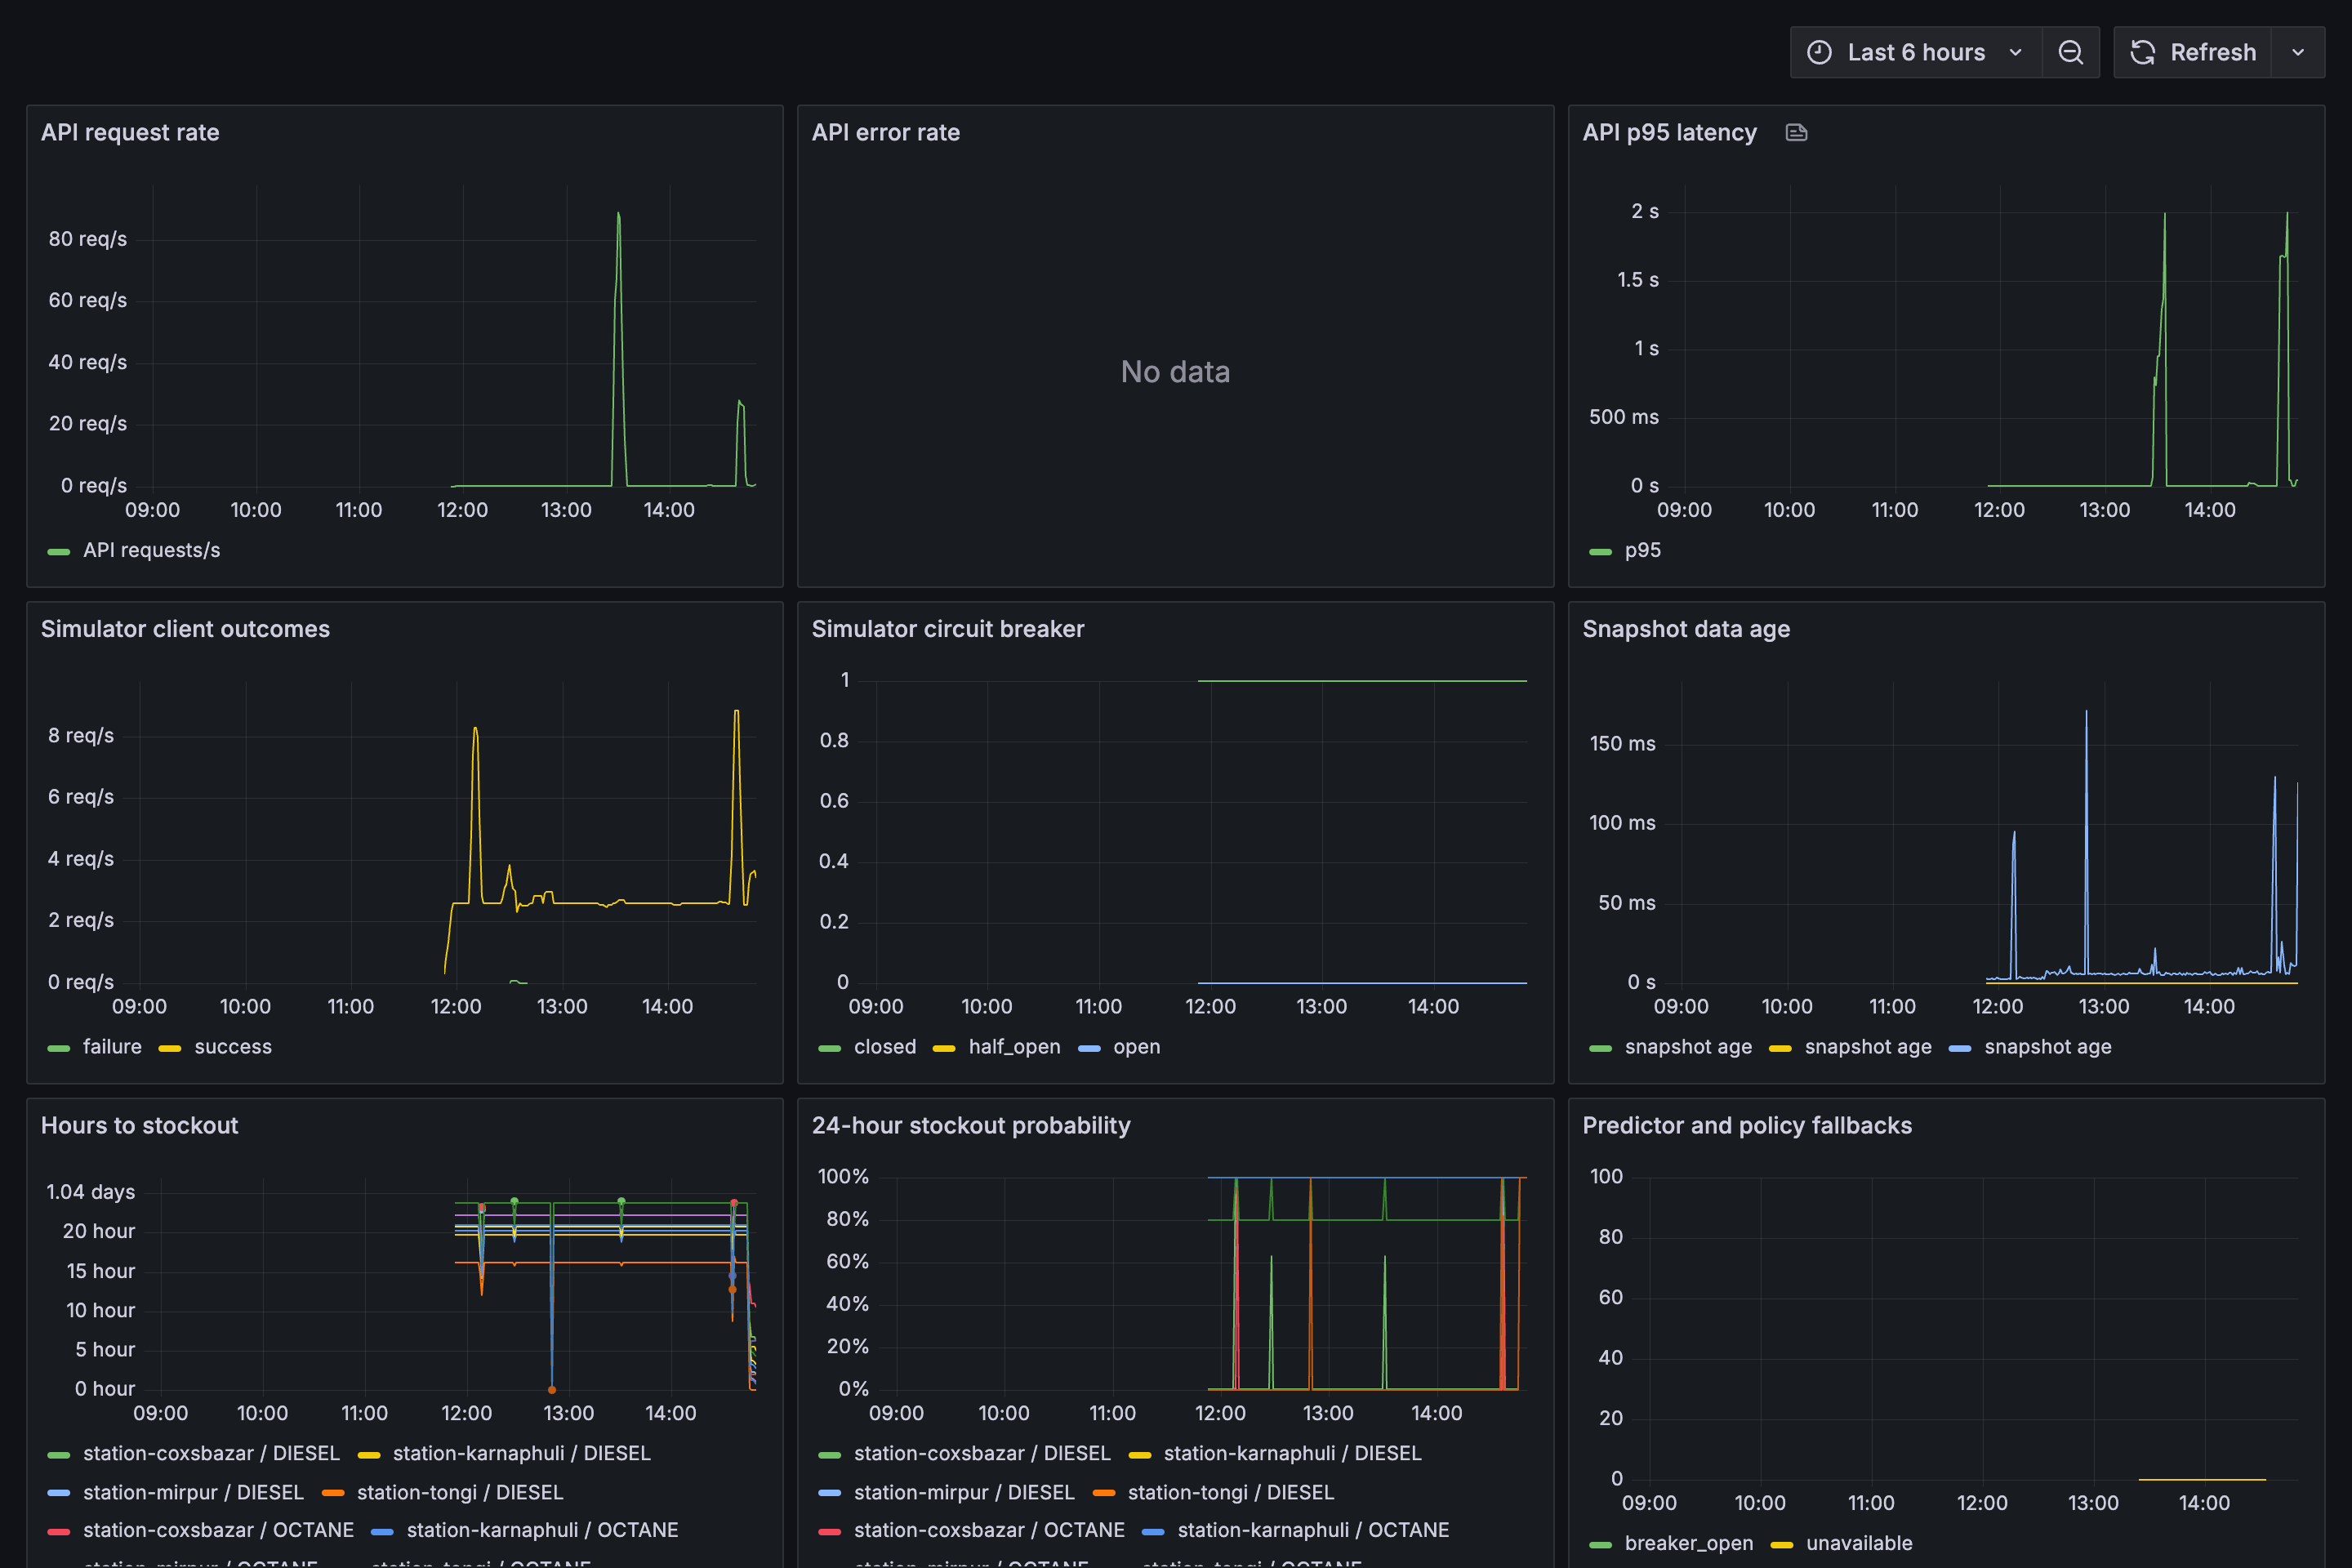 Last 6 hours
Refresh
API request rate
80 req/s
60 req/s
40 req/s
20 req/s
0 req/s
09:00 10:00 11:00 12:00 13:00 14:00
API requests/s
API error rate
No data
API p95 latency
2 s
1.5 s
1 s
500 ms
0 s
09:00 10:00 11:00 12:00 13:00 14:00
p95
Simulator client outcomes
8 req/s
6 req/s
4 req/s
2 req/s
0 req/s
09:00 10:00 11:00 12:00 13:00 14:00
failure success
Simulator circuit breaker
1
0.8
0.6
0.4
0.2
0
09:00 10:00 11:00 12:00 13:00 14:00
closed half_open open
Snapshot data age
150 ms
100 ms
50 ms
0 s
09:00 10:00 11:00 12:00 13:00 14:00
snapshot age snapshot age snapshot age
Hours to stockout
1.04 days
20 hour
15 hour
10 hour
5 hour
0 hour
09:00 10:00 11:00 12:00 13:00 14:00
station-coxsbazar / DIESEL station-karnaphuli / DIESEL
station-mirpur / DIESEL station-tongi / DIESEL
station-coxsbazar / OCTANE station-karnaphuli / OCTANE
station-mirpur / OCTANE station-tongi / OCTANE
24-hour stockout probability
100%
80%
60%
40%
20%
0%
09:00 10:00 11:00 12:00 13:00 14:00
station-coxsbazar / DIESEL station-karnaphuli / DIESEL
station-mirpur / DIESEL station-tongi / DIESEL
station-coxsbazar / OCTANE station-karnaphuli / OCTANE
station-mirpur / OCTANE station-tongi / OCTANE
Predictor and policy fallbacks
100
80
60
40
20
0
09:00 10:00 11:00 12:00 13:00 14:00
breaker_open unavailable